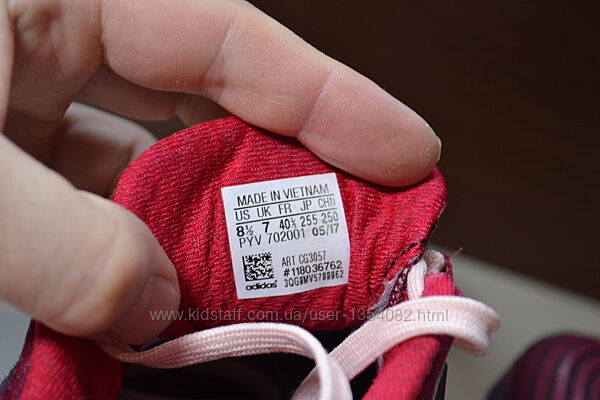 MADE IN VIETNAM
US UK FR JP CHN
8½ 7 40⅔ 255 250
PYV 702001 05/17
ART CG3057
#118036762
adidas 3QG0MV5700062
www.kidstaff.com.ua/user-1354082.html